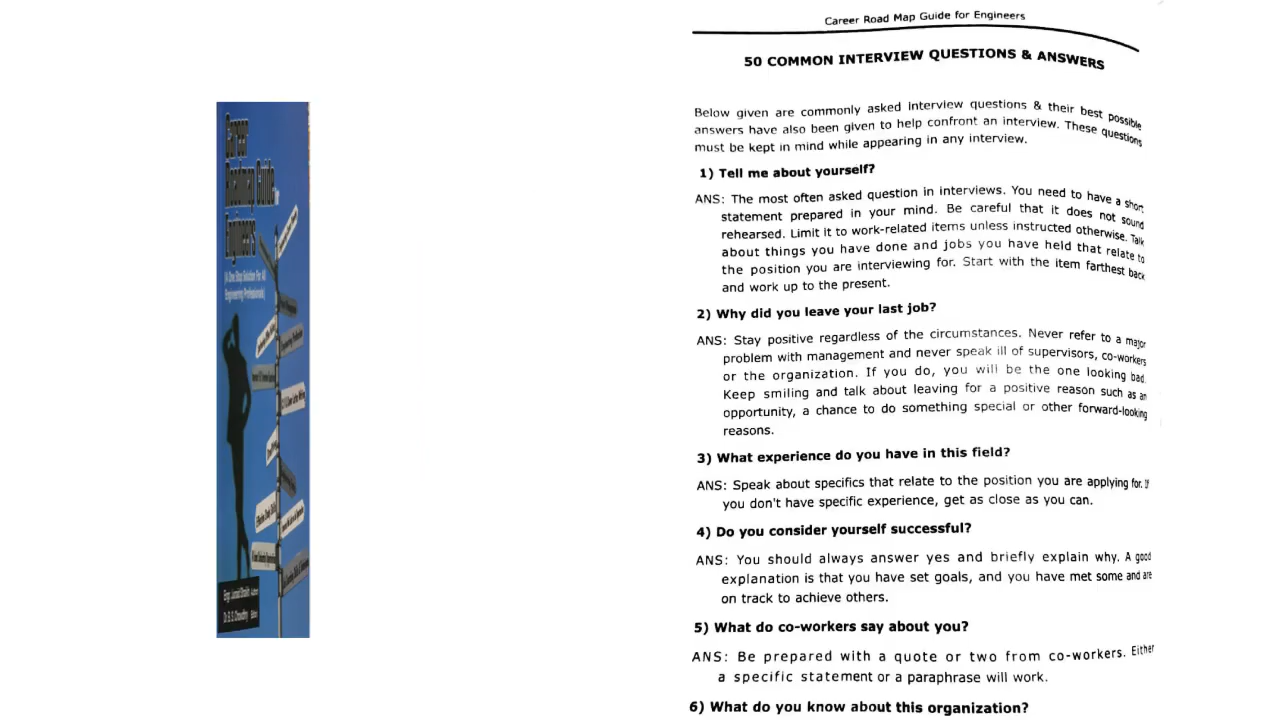 Career
Roadmap Guide
Engineers
(A One Stop Solution For All
Engineering Professionals)
Career Road Map Guide for Engineers
50 COMMON INTERVIEW QUESTIONS & ANSWERS
Below given are commonly asked interview questions & their best possible
answers have also been given to help confront an interview. These questions
must be kept in mind while appearing in any interview.
1) Tell me about yourself?
ANS: The most often asked question in interviews. You need to have a short
statement prepared in your mind. Be careful that it does not sound
rehearsed. Limit it to work-related items unless instructed otherwise. Talk
about things you have done and jobs you have held that relate to
the position you are interviewing for. Start with the item farthest back
and work up to the present.
2) Why did you leave your last job?
ANS: Stay positive regardless of the circumstances. Never refer to a major
problem with management and never speak ill of supervisors, co-workers
or the organization. If you do, you will be the one looking bad.
Keep smiling and talk about leaving for a positive reason such as an
opportunity, a chance to do something special or other forward-looking
reasons.
3) What experience do you have in this field?
ANS: Speak about specifics that relate to the position you are applying for. If
you don't have specific experience, get as close as you can.
4) Do you consider yourself successful?
ANS: You should always answer yes and briefly explain why. A good
explanation is that you have set goals, and you have met some and are
on track to achieve others.
5) What do co-workers say about you?
ANS: Be prepared with a quote or two from co-workers. Either
a specific statement or a paraphrase will work.
6) What do you know about this organization?